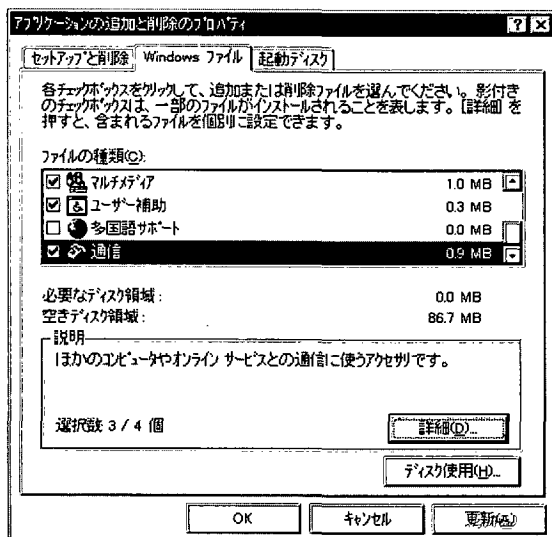 アプリケーションの追加と削除のプロパティ
セットアップと削除 Windows ファイル 起動ディスク
各チェックボックスをクリックして、追加または削除ファイルを選んでください。影付き
のチェックボックスは、一部のファイルがインストールされることを表します。[詳細] を
押すと、含まれるファイルを個別に設定できます。
ファイルの種類(C):
マルチメディア 1.0 MB
ユーザー補助 0.3 MB
多国語サポート 0.0 MB
通信 0.9 MB
必要なディスク領域: 0.0 MB
空きディスク領域: 86.7 MB
説明
ほかのコンピュータやオンライン サービスとの通信に使うアクセサリです。
選択数 3 / 4 個
詳細(D)...
ディスク使用(H)...
OK キャンセル 更新(A)